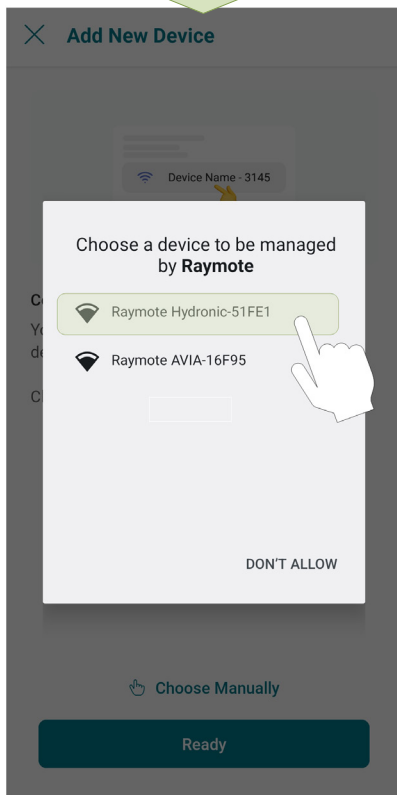 Add New Device
Device Name - 3145
Choose a device to be managed
by Raymote
Raymote Hydronic-51FE1
Raymote AVIA-16F95
DON'T ALLOW
Choose Manually
Ready